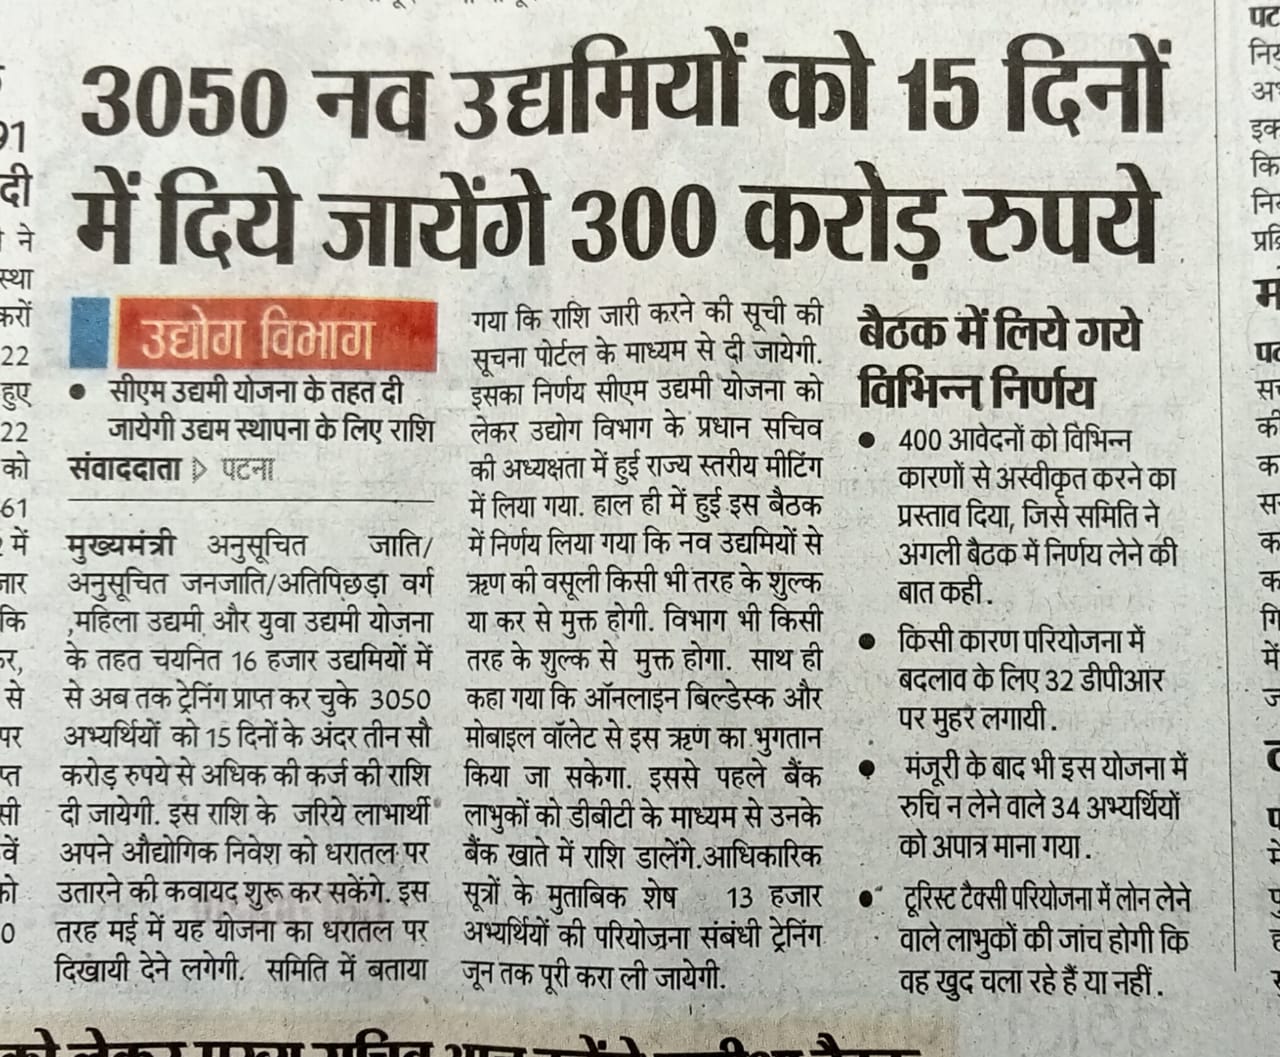 3050 नव उद्यमियों को 15 दिनों
में दिये जायेंगे 300 करोड़ रुपये
उद्योग विभाग
● सीएम उद्यमी योजना के तहत दी
जायेगी उद्यम स्थापना के लिए राशि
संवाददाता ▷ पटना
मुख्यमंत्री अनुसूचित जाति/
अनुसूचित जनजाति/अतिपिछड़ा वर्ग
,महिला उद्यमी और युवा उद्यमी योजना
के तहत चयनित 16 हजार उद्यमियों में
से अब तक ट्रेनिंग प्राप्त कर चुके 3050
अभ्यर्थियों को 15 दिनों के अंदर तीन सौ
करोड़ रुपये से अधिक की कर्ज की राशि
दी जायेगी. इस राशि के जरिये लाभार्थी
अपने औद्योगिक निवेश को धरातल पर
उतारने की कवायद शुरू कर सकेंगे. इस
तरह मई में यह योजना का धरातल पर
दिखायी देने लगेगी. समिति में बताया
गया कि राशि जारी करने की सूची की
सूचना पोर्टल के माध्यम से दी जायेगी.
इसका निर्णय सीएम उद्यमी योजना को
लेकर उद्योग विभाग के प्रधान सचिव
की अध्यक्षता में हुई राज्य स्तरीय मीटिंग
में लिया गया. हाल ही में हुई इस बैठक
में निर्णय लिया गया कि नव उद्यमियों से
ऋण की वसूली किसी भी तरह के शुल्क
या कर से मुक्त होगी. विभाग भी किसी
तरह के शुल्क से मुक्त होगा. साथ ही
कहा गया कि ऑनलाइन बिल्डेस्क और
मोबाइल वॉलेट से इस ऋण का भुगतान
किया जा सकेगा. इससे पहले बैंक
लाभुकों को डीबीटी के माध्यम से उनके
बैंक खाते में राशि डालेंगे.आधिकारिक
सूत्रों के मुताबिक शेष 13 हजार
अभ्यर्थियों की परियोजना संबंधी ट्रेनिंग
जून तक पूरी करा ली जायेगी.
बैठक में लिये गये
विभिन्न निर्णय
● 400 आवेदनों को विभिन्न
कारणों से अस्वीकृत करने का
प्रस्ताव दिया, जिसे समिति ने
अगली बैठक में निर्णय लेने की
बात कही.
● किसी कारण परियोजना में
बदलाव के लिए 32 डीपीआर
पर मुहर लगायी.
● मंजूरी के बाद भी इस योजना में
रुचि न लेने वाले 34 अभ्यर्थियों
को अपात्र माना गया.
● टूरिस्ट टैक्सी परियोजना में लोन लेने
वाले लाभुकों की जांच होगी कि
वह खुद चला रहे हैं या नहीं.